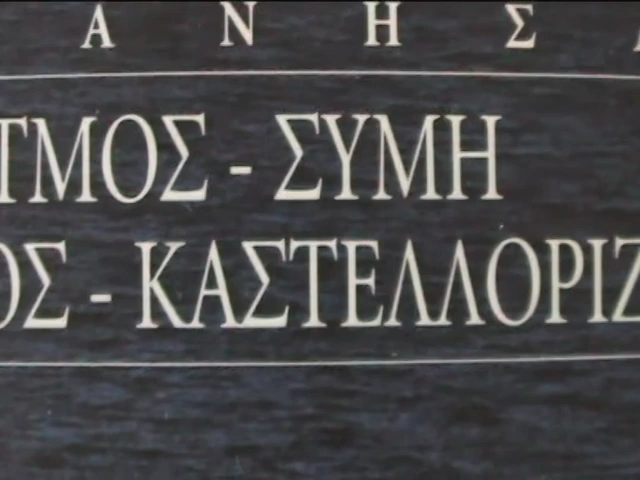 Α Ν Η Σ
ΤΜΟΣ - ΣΥΜΗ
ΟΣ - ΚΑΣΤΕΛΛΟΡΙΖ